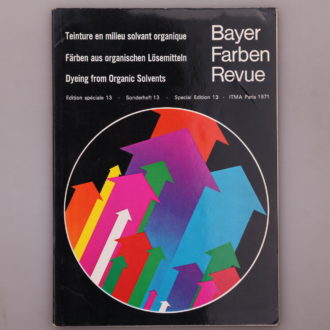 Teinture en milieu solvant organique
Färben aus organischen Lösemitteln
Dyeing from Organic Solvents
Bayer
Farben
Revue
Edition spéciale 13 - Sonderheft 13 - Special Edition 13 - ITMA Paris 1971